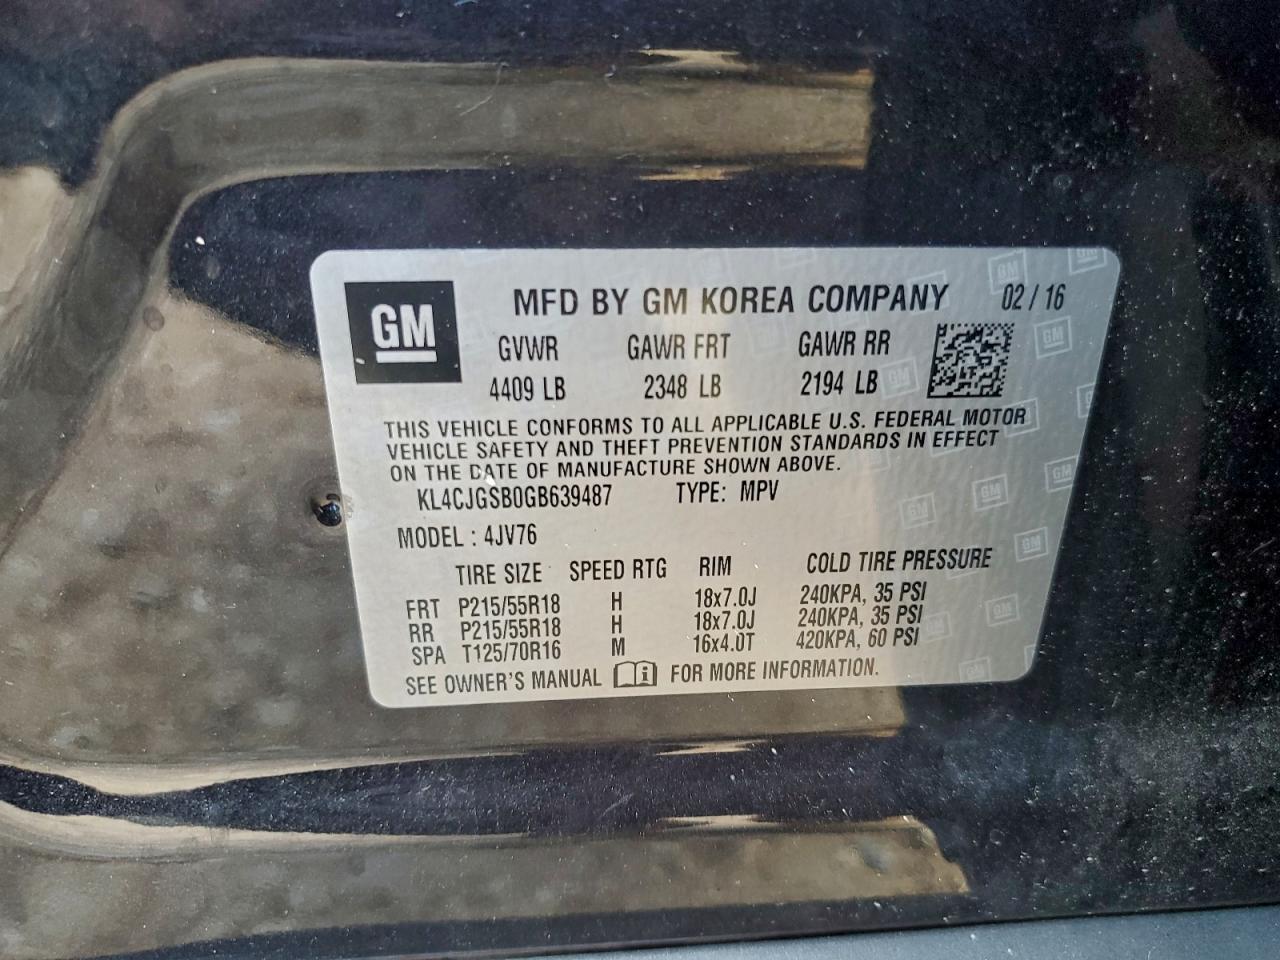 GM
MFD BY GM KOREA COMPANY 02 / 16
GVWR GAWR FRT GAWR RR
4409 LB 2348 LB 2194 LB
THIS VEHICLE CONFORMS TO ALL APPLICABLE U.S. FEDERAL MOTOR
VEHICLE SAFETY AND THEFT PREVENTION STANDARDS IN EFFECT
ON THE DATE OF MANUFACTURE SHOWN ABOVE.
KL4CJGSB0GB639487 TYPE: MPV
MODEL : 4JV76
TIRE SIZE SPEED RTG RIM COLD TIRE PRESSURE
FRT P215/55R18 H 18x7.0J 240KPA, 35 PSI
RR P215/55R18 H 18x7.0J 240KPA, 35 PSI
SPA T125/70R16 M 16x4.0T 420KPA, 60 PSI
SEE OWNER'S MANUAL FOR MORE INFORMATION.